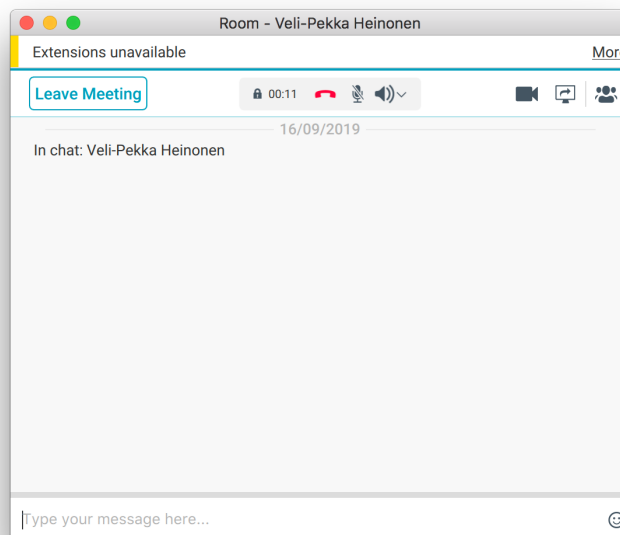 Room - Veli-Pekka Heinonen
Extensions unavailable
Leave Meeting
00:11
16/09/2019
In chat: Veli-Pekka Heinonen
Type your message here...